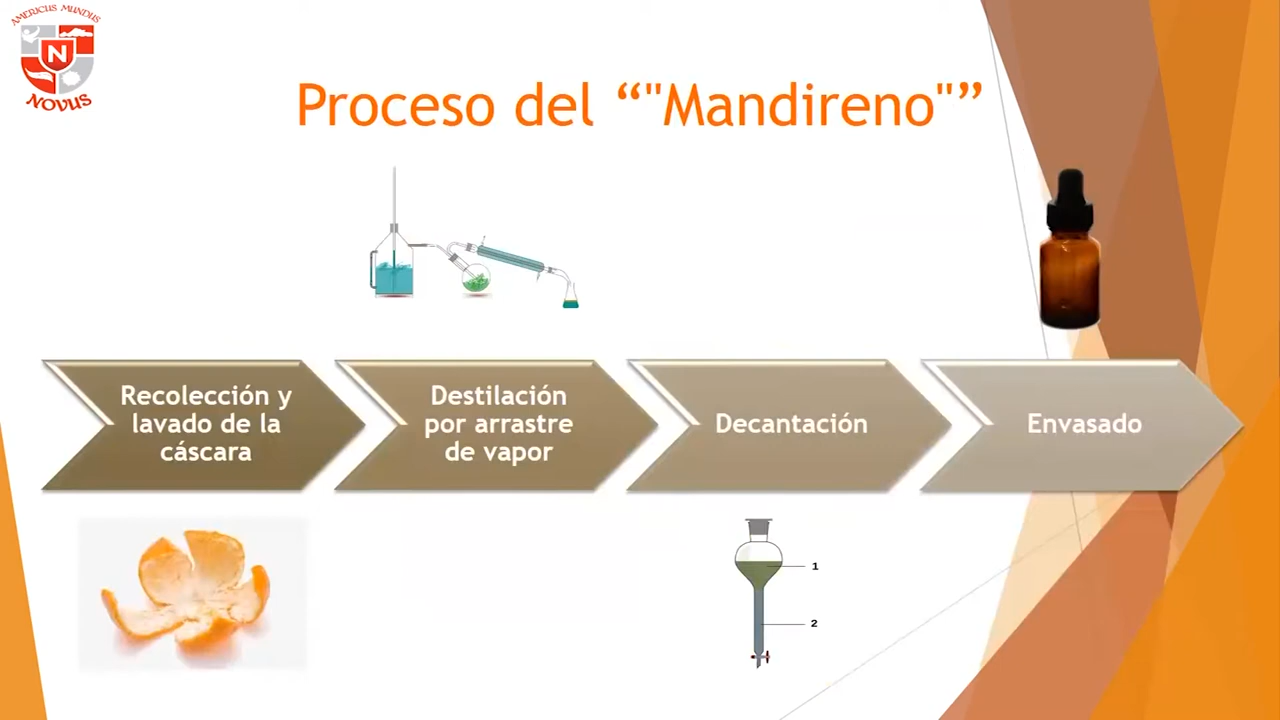 AMERICUS MUNDUS
N
NOVUS
Proceso del “"Mandireno"”
Recolección y
lavado de la
cáscara
Destilación
por arrastre
de vapor
Decantación
Envasado
1
2